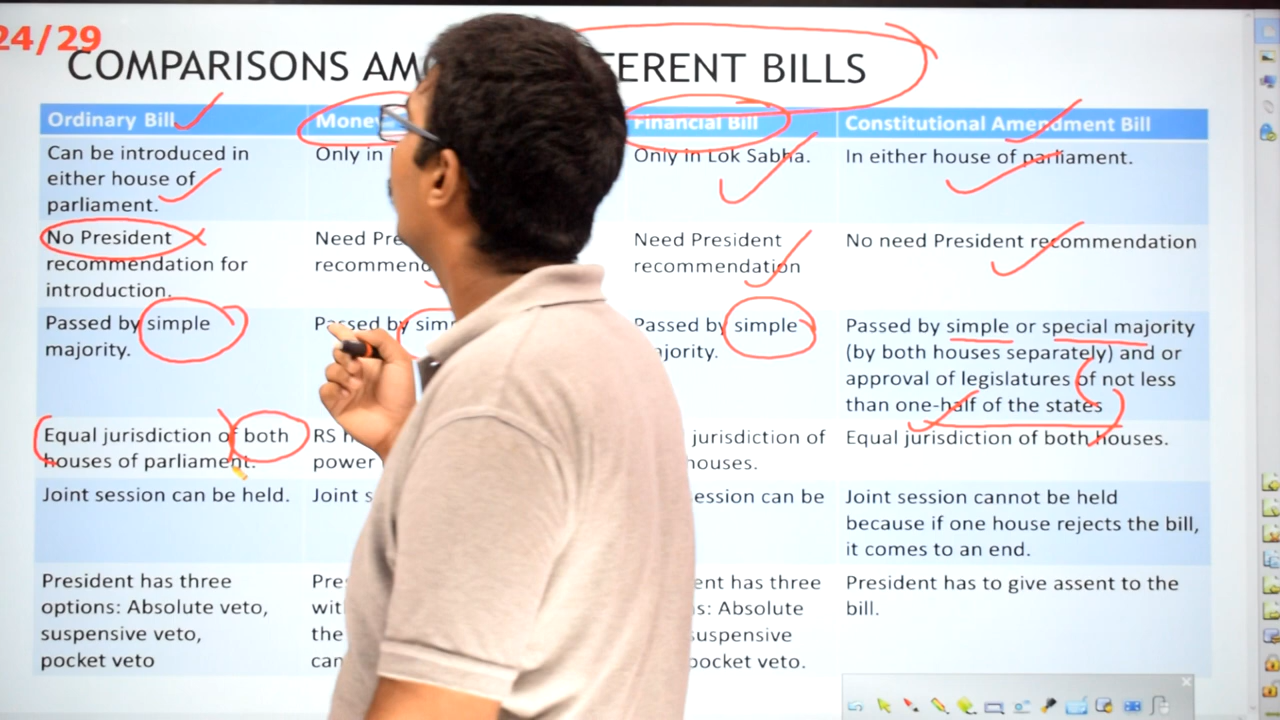 24/29
COMPARISONS AM ERENT BILLS
Ordinary Bill
Can be introduced in
either house of
parliament.
No President
recommendation for
introduction.
Passed by simple
majority.
Equal jurisdiction of both
houses of parliament.
Joint session can be held.
President has three
options: Absolute veto,
suspensive veto,
pocket veto
Money
Only in
Need Pre
recommend
Passed by sim
RS
power
Joint s
Pre
wit
the
can
Financial Bill
Only in Lok Sabha.
Need President
recommendation
Passed by simple
jority.
jurisdiction of
houses.
ession can be
ent has three
s: Absolute
suspensive
pocket veto.
Constitutional Amendment Bill
In either house of parliament.
No need President recommendation
Passed by simple or special majority
(by both houses separately) and or
approval of legislatures of not less
than one-half of the states
Equal jurisdiction of both houses.
Joint session cannot be held
because if one house rejects the bill,
it comes to an end.
President has to give assent to the
bill.